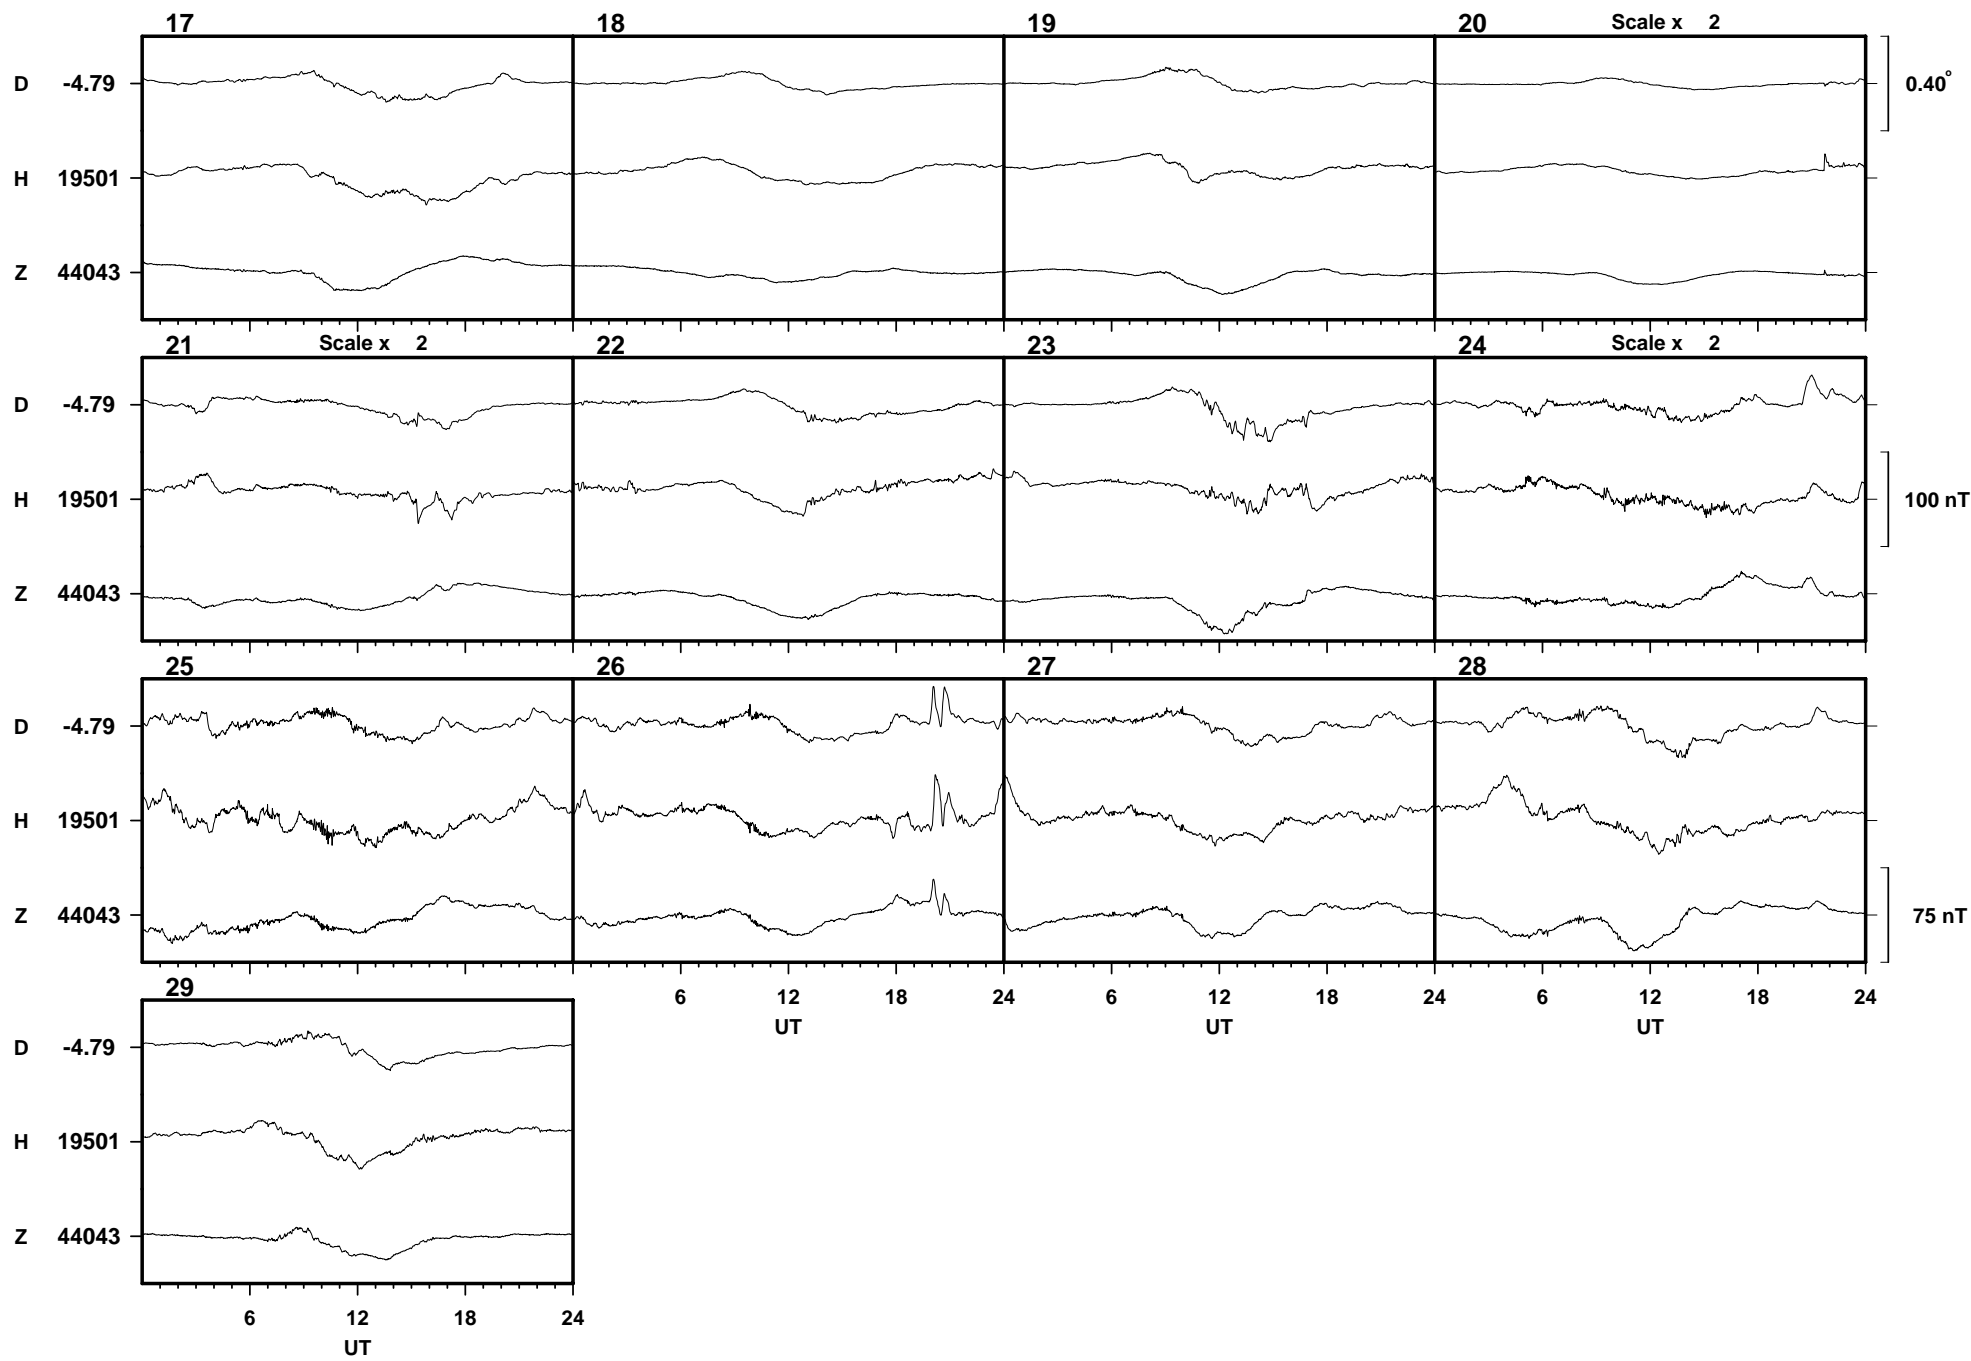 17 18 19 20 Scale x 2
D -4.79 0.40°
H 19501
Z 44043
21 Scale x 2 22 23 24 Scale x 2
D -4.79
H 19501 100 nT
Z 44043
25 26 27 28
D -4.79
H 19501
Z 44043 75 nT
29 6 12 18 24 6 12 18 24 6 12 18 24
UT UT UT
D -4.79
H 19501
Z 44043
6 12 18 24
UT